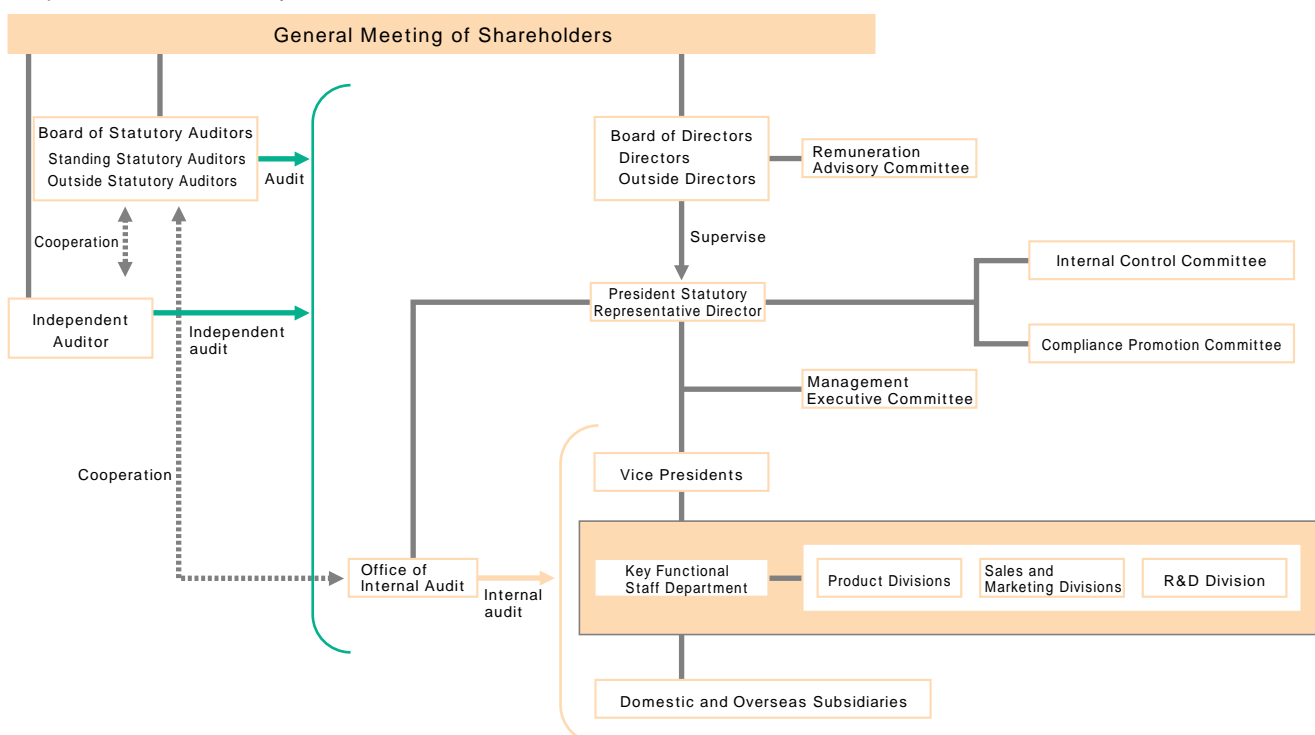 General Meeting of Shareholders
Board of Statutory Auditors
Standing Statutory Auditors
Outside Statutory Auditors
Audit
Board of Directors
Directors
Outside Directors
Remuneration
Advisory Committee
Cooperation
Supervise
Internal Control Committee
President Statutory
Representative Director
Independent
Auditor
Independent
audit
Compliance Promotion Committee
Management
Executive Committee
Cooperation
Vice Presidents
Office of
Internal Audit
Internal
audit
Key Functional
Staff Department
Product Divisions
Sales and
Marketing Divisions
R&D Division
Domestic and Overseas Subsidiaries